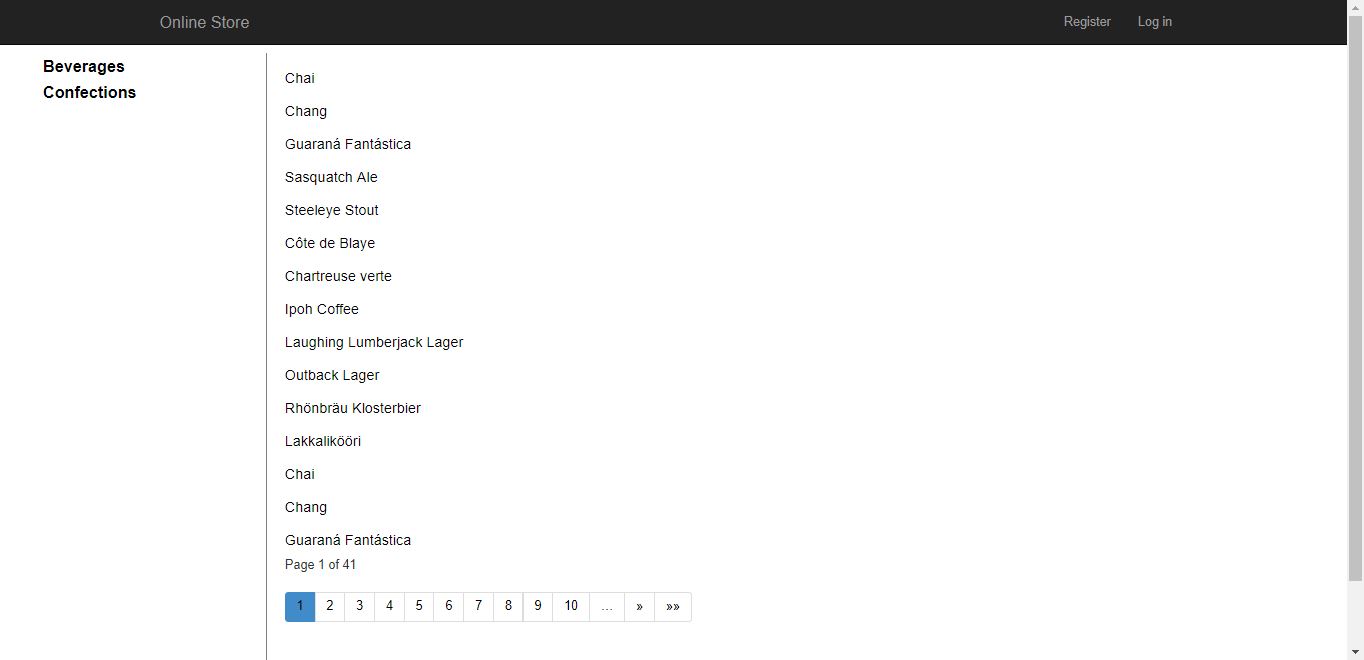 Online Store Register Log in
Beverages
Confections
Chai
Chang
Guaraná Fantástica
Sasquatch Ale
Steeleye Stout
Côte de Blaye
Chartreuse verte
Ipoh Coffee
Laughing Lumberjack Lager
Outback Lager
Rhönbräu Klosterbier
Lakkalikööri
Chai
Chang
Guaraná Fantástica
Page 1 of 41
1 2 3 4 5 6 7 8 9 10 ... » »»